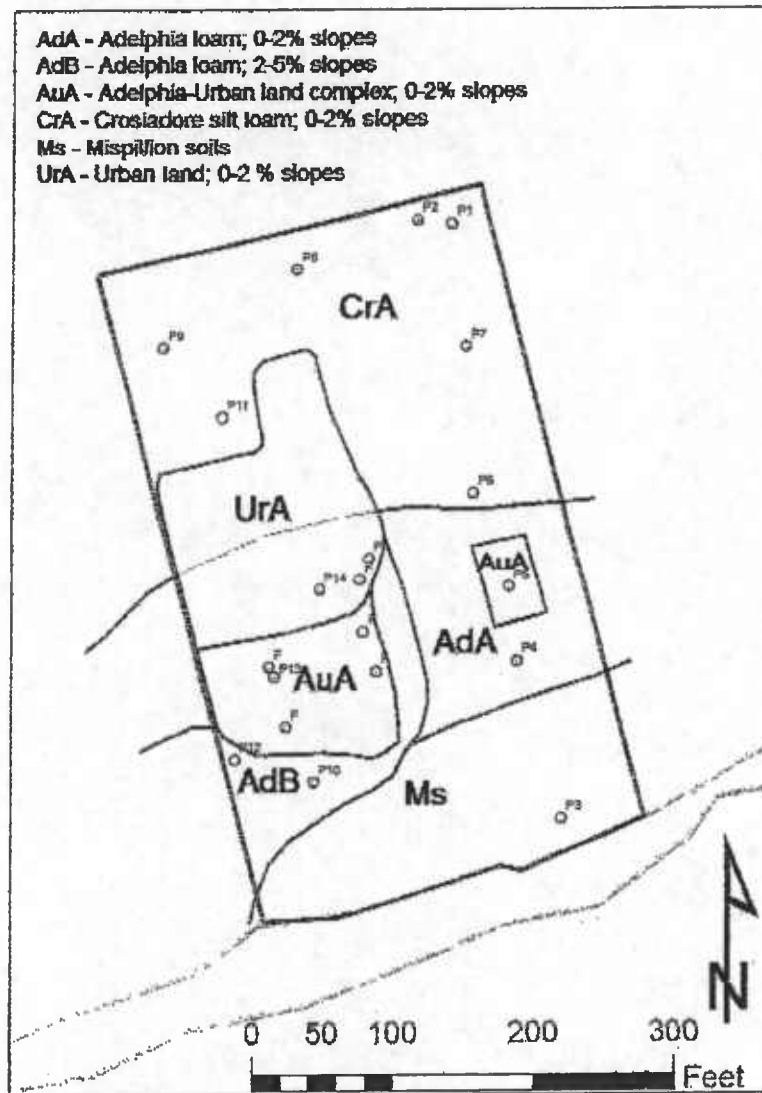 AdA - Adelphia loam; 0-2% slopes
AdB - Adelphia loam; 2-5% slopes
AuA - Adelphia-Urban land complex; 0-2% slopes
CrA - Crosiadore silt loam; 0-2% slopes
Ms - Mispillion soils
UrA - Urban land; 0-2 % slopes
P2
P1
CrA
P7
P9
P11
UrA
AuA
P14
AdA
P4
P13
AuA
F
F
P12
AdB
P10
Ms
P3
N
0 50 100 200 300
Feet